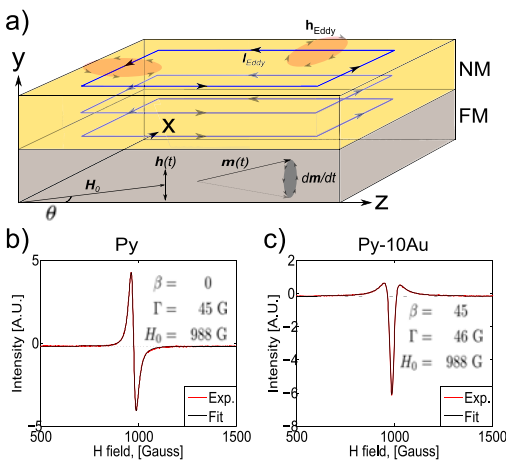 a)
h_Eddy
I_Eddy
y
NM
FM
x
h(t)
m(t)
H_0
dm/dt
θ
z
b)
Py
5
0
-5
Intensity [A.U.]
β = 0
Γ = 45 G
H_0 = 988 G
Exp.
Fit
500
1000
1500
H field, [Gauss]
c)
Py-10Au
0
−2
−4
−6
−8
Intensity [A.U.]
β = 45
Γ = 46 G
H_0 = 988 G
Exp.
Fit
500
1000
1500
H field, [Gauss]